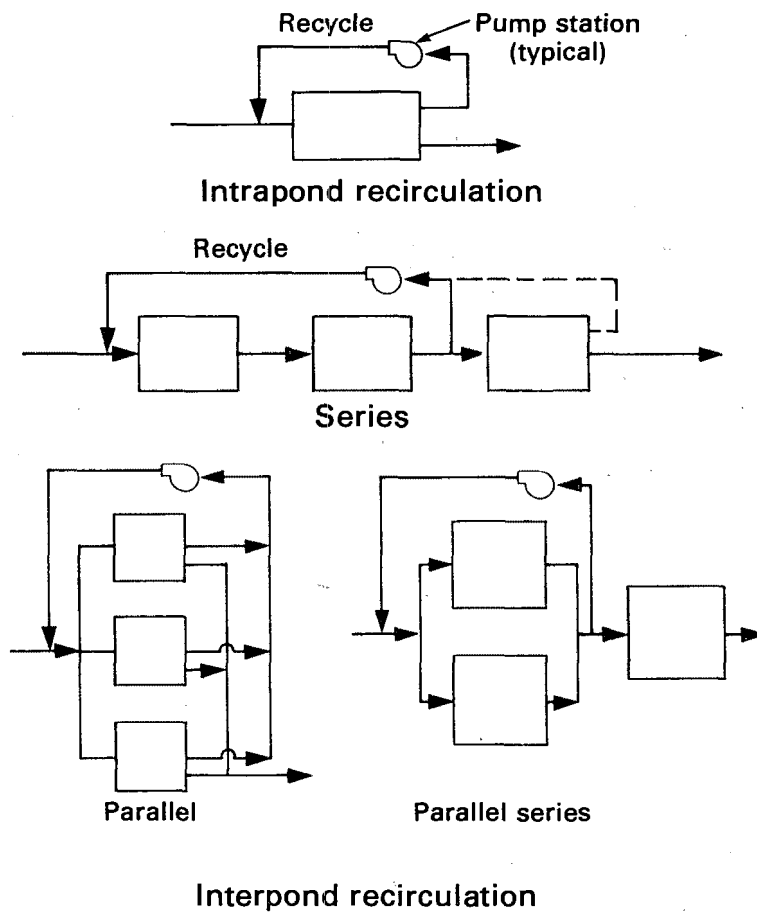 Recycle
Pump station
(typical)
Intrapond recirculation
Recycle
Series
Parallel
Parallel series
Interpond recirculation